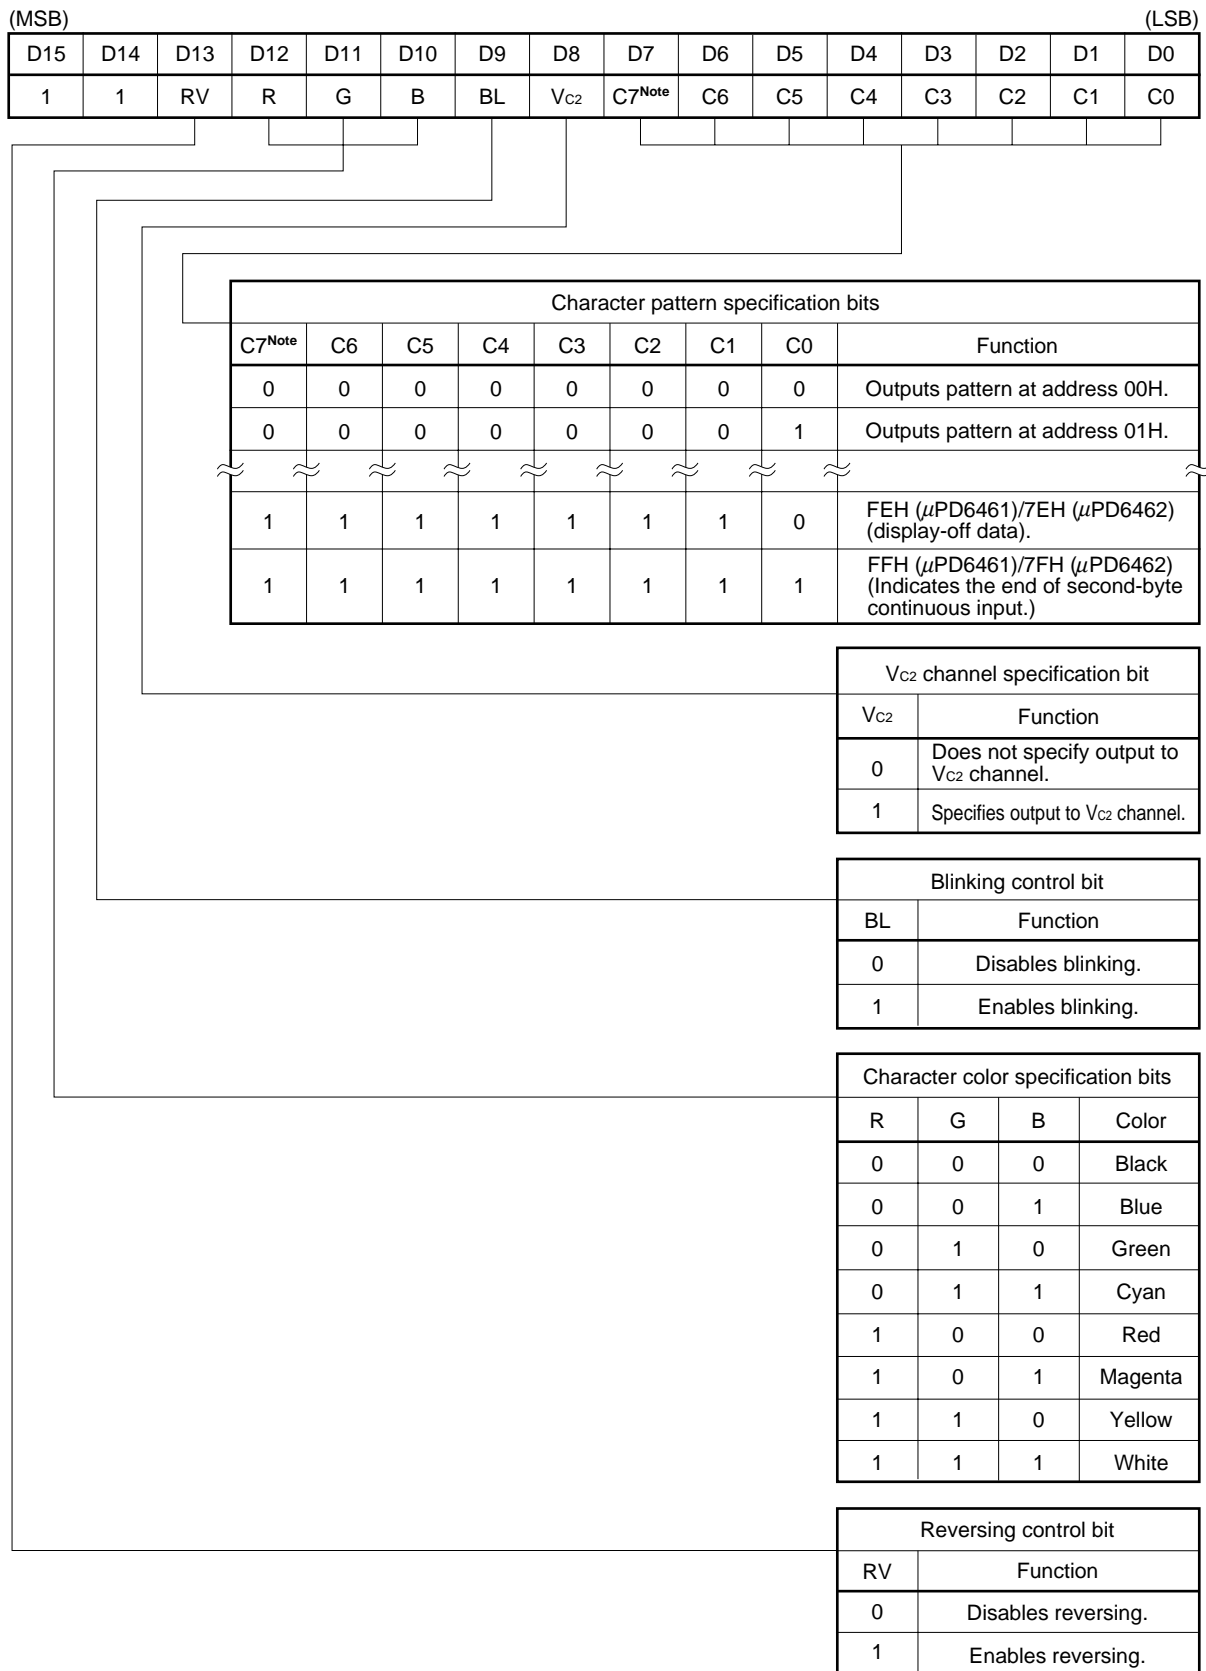 (MSB) (LSB)
D15 D14 D13 D12 D11 D10 D9 D8 D7 D6 D5 D4 D3 D2 D1 D0
1 1 RV R G B BL VC2 C7Note C6 C5 C4 C3 C2 C1 C0
Character pattern specification bits
C7Note C6 C5 C4 C3 C2 C1 C0 Function
0 0 0 0 0 0 0 0 Outputs pattern at address 00H.
0 0 0 0 0 0 0 1 Outputs pattern at address 01H.
1 1 1 1 1 1 1 0 FEH (μPD6461)/7EH (μPD6462)
(display-off data).
1 1 1 1 1 1 1 1 FFH (μPD6461)/7FH (μPD6462)
(Indicates the end of second-byte
continuous input.)
VC2 channel specification bit
VC2 Function
0 Does not specify output to
VC2 channel.
1 Specifies output to VC2 channel.
Blinking control bit
BL Function
0 Disables blinking.
1 Enables blinking.
Character color specification bits
R G B Color
0 0 0 Black
0 0 1 Blue
0 1 0 Green
0 1 1 Cyan
1 0 0 Red
1 0 1 Magenta
1 1 0 Yellow
1 1 1 White
Reversing control bit
RV Function
0 Disables reversing.
1 Enables reversing.